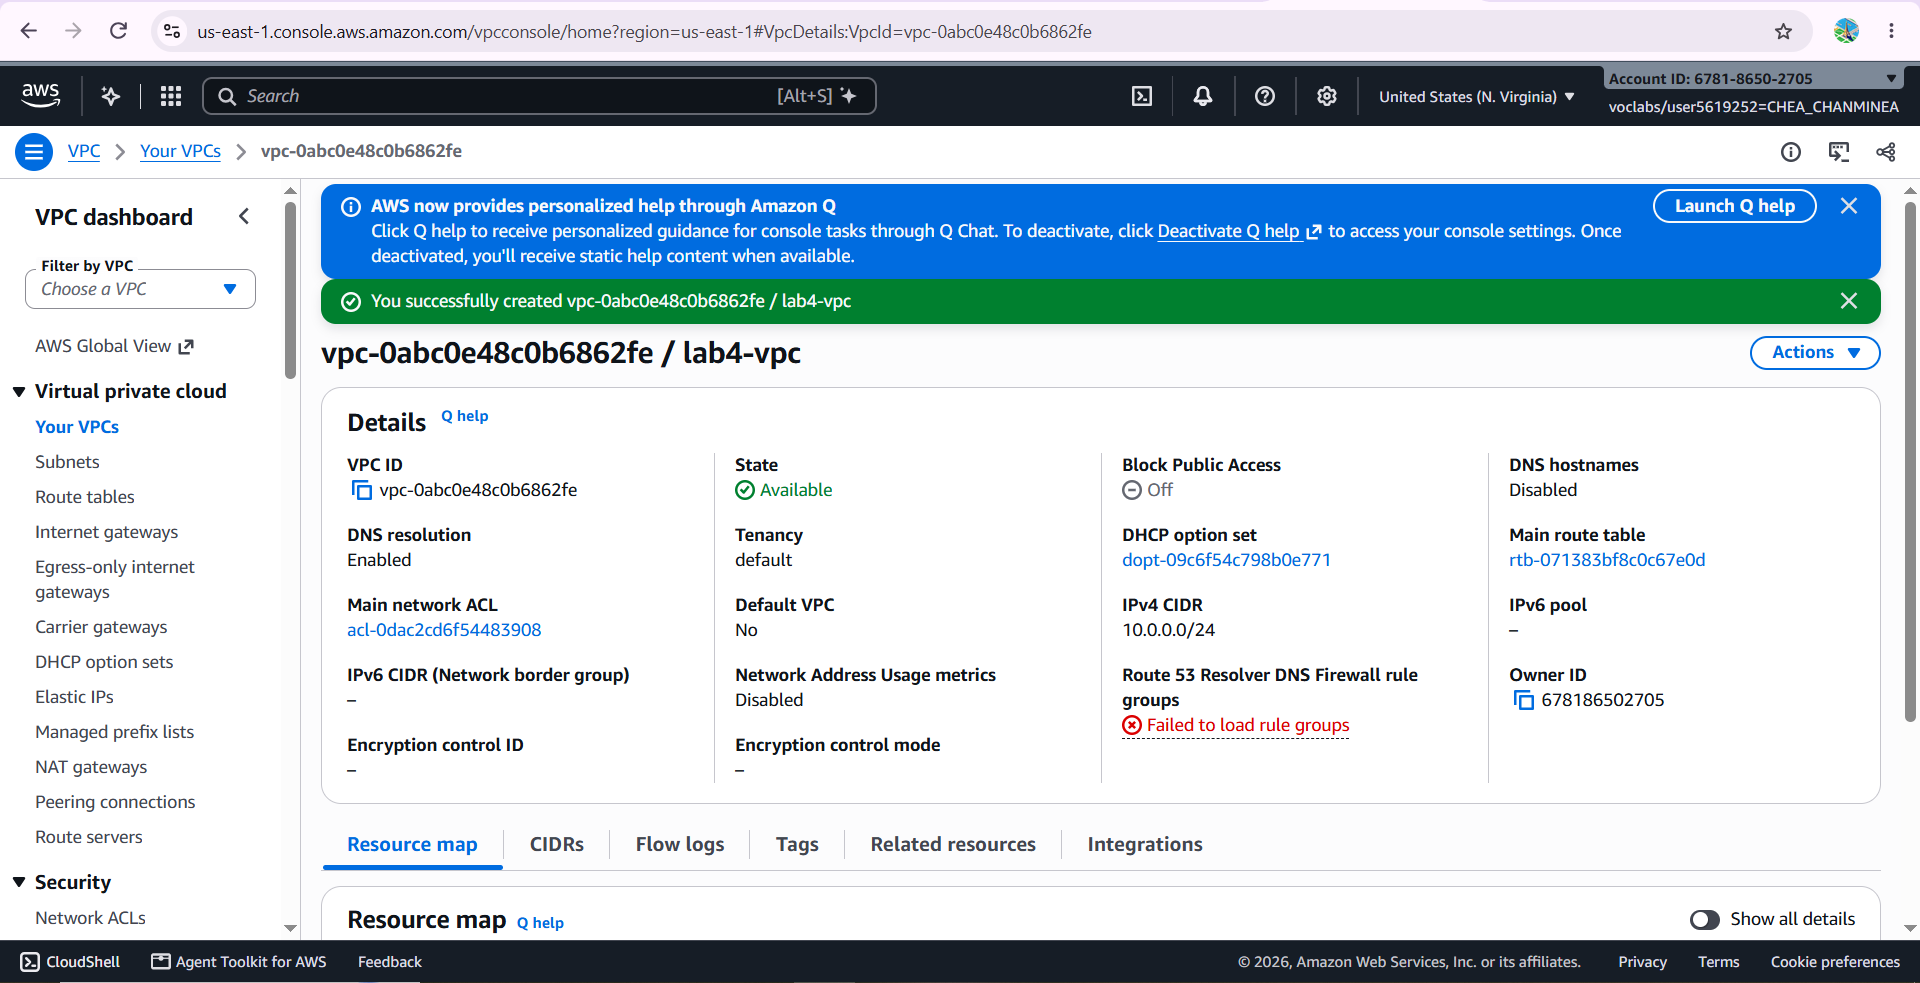 us-east-1.console.aws.amazon.com/vpcconsole/home?region=us-east-1#VpcDetails:VpcId=vpc-0abc0e48c0b6862fe
aws
Search
[Alt+S]
United States (N. Virginia)
Account ID: 6781-8650-2705
voclabs/user5619252=CHEA_CHANMINEA
VPC
Your VPCs
vpc-0abc0e48c0b6862fe
VPC dashboard
Filter by VPC
Choose a VPC
AWS Global View
Virtual private cloud
Your VPCs
Subnets
Route tables
Internet gateways
Egress-only internet
gateways
Carrier gateways
DHCP option sets
Elastic IPs
Managed prefix lists
NAT gateways
Peering connections
Route servers
Security
Network ACLs
AWS now provides personalized help through Amazon Q
Click Q help to receive personalized guidance for console tasks through Q Chat. To deactivate, click Deactivate Q help to access your console settings. Once
deactivated, you'll receive static help content when available.
Launch Q help
You successfully created vpc-0abc0e48c0b6862fe / lab4-vpc
vpc-0abc0e48c0b6862fe / lab4-vpc
Actions
Details
Q help
VPC ID
vpc-0abc0e48c0b6862fe
State
Available
Block Public Access
Off
DNS hostnames
Disabled
DNS resolution
Enabled
Tenancy
default
DHCP option set
dopt-09c6f54c798b0e771
Main route table
rtb-071383bf8c0c67e0d
Main network ACL
acl-0dac2cd6f54483908
Default VPC
No
IPv4 CIDR
10.0.0.0/24
IPv6 pool
–
IPv6 CIDR (Network border group)
–
Network Address Usage metrics
Disabled
Route 53 Resolver DNS Firewall rule
groups
Failed to load rule groups
Owner ID
678186502705
Encryption control ID
–
Encryption control mode
–
Resource map
CIDRs
Flow logs
Tags
Related resources
Integrations
Resource map
Q help
Show all details
CloudShell
Agent Toolkit for AWS
Feedback
© 2026, Amazon Web Services, Inc. or its affiliates.
Privacy
Terms
Cookie preferences